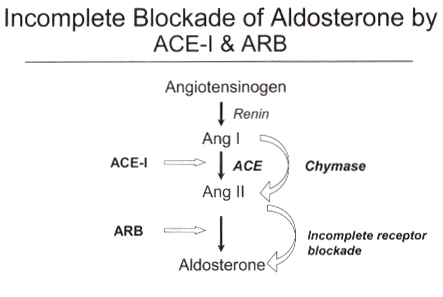 Incomplete Blockade of Aldosterone by
ACE-I & ARB
Angiotensinogen
Renin
Ang I
ACE-I
ACE
Chymase
Ang II
ARB
Incomplete receptor
blockade
Aldosterone